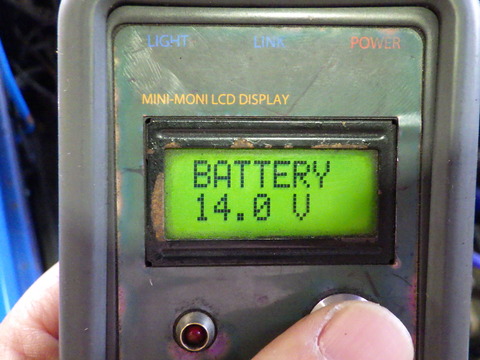 LIGHT LINK POWER
MINI-MONI LCD DISPLAY
BATTERY
14.0 V